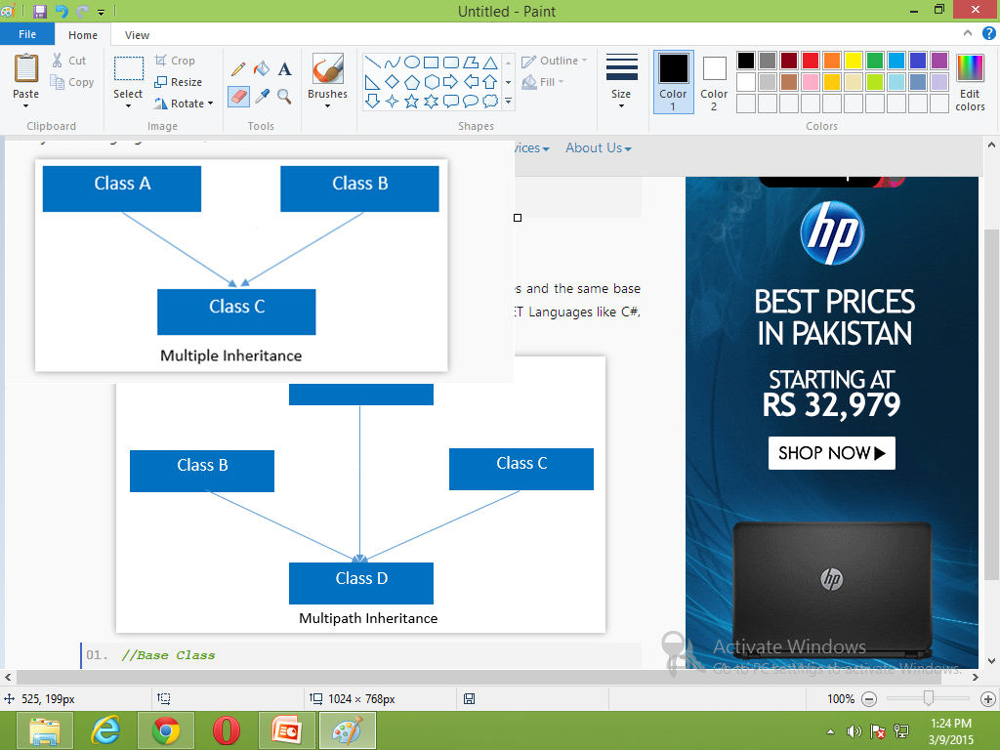 Untitled - Paint
File
Home
View
Paste
Cut
Copy
Clipboard
Select
Crop
Resize
Rotate
Image
A
Tools
Brushes
Shapes
Outline
Fill
Size
Color 1
Color 2
Colors
Edit colors
About Us
Class A
Class B
Class C
Multiple Inheritance
and the same base
Languages like C#,
Class B
Class C
Class D
Multipath Inheritance
01. //Base Class
hp
BEST PRICES
IN PAKISTAN
STARTING AT
RS 32,979
SHOP NOW
hp
Activate Windows
Go to PC settings to activate Windows.
525, 199px
1024 × 768px
100%
1:24 PM
3/9/2015